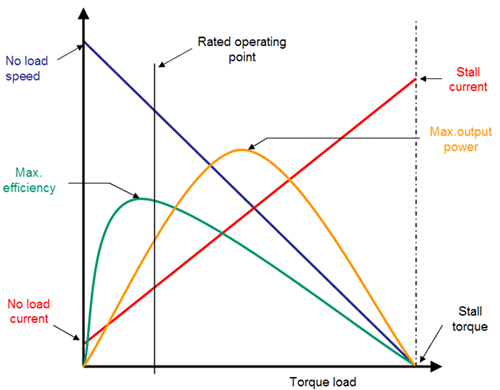 No load
speed
Rated operating
point
Stall
current
Max.output
power
Max.
efficiency
No load
current
Stall
torque
Torque load